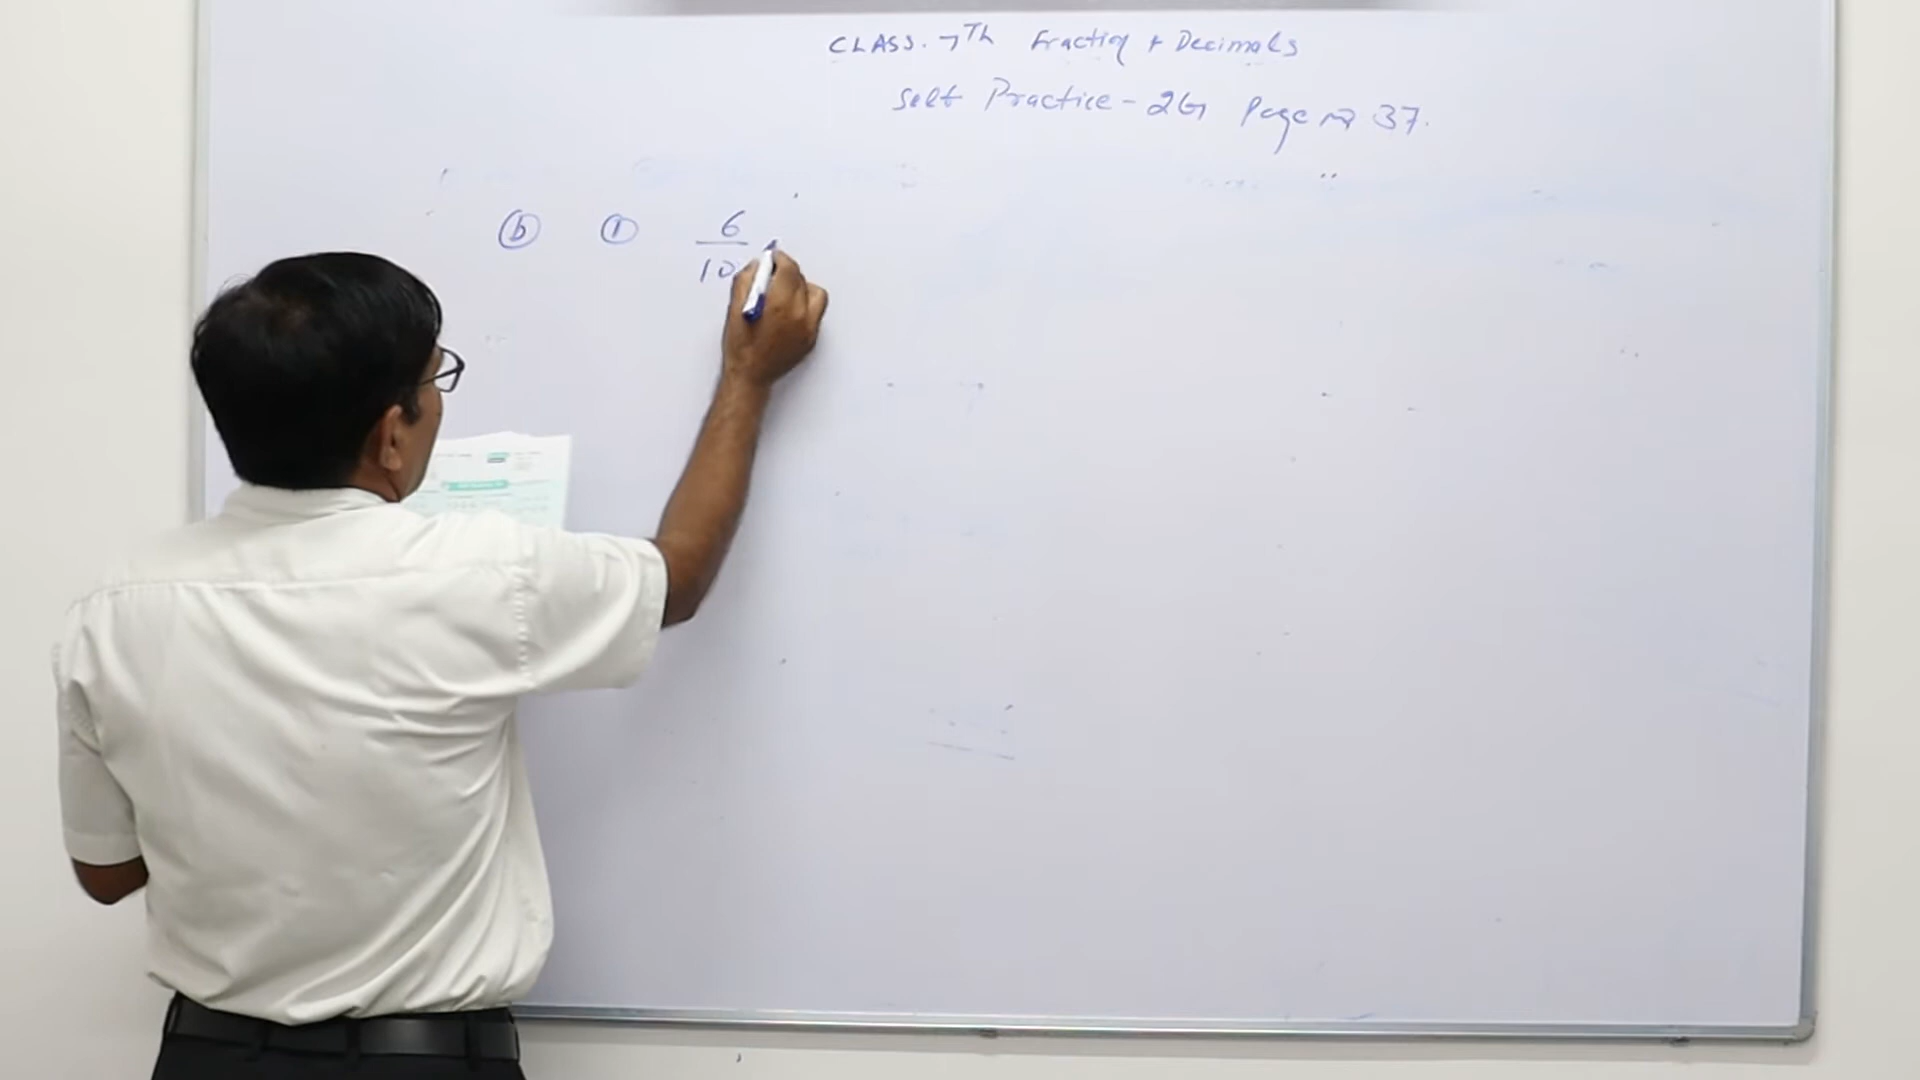 CLASS. 7Th Fraction + Decimals
Self Practice - 2G Page no 37.
(b) (1) 6/10